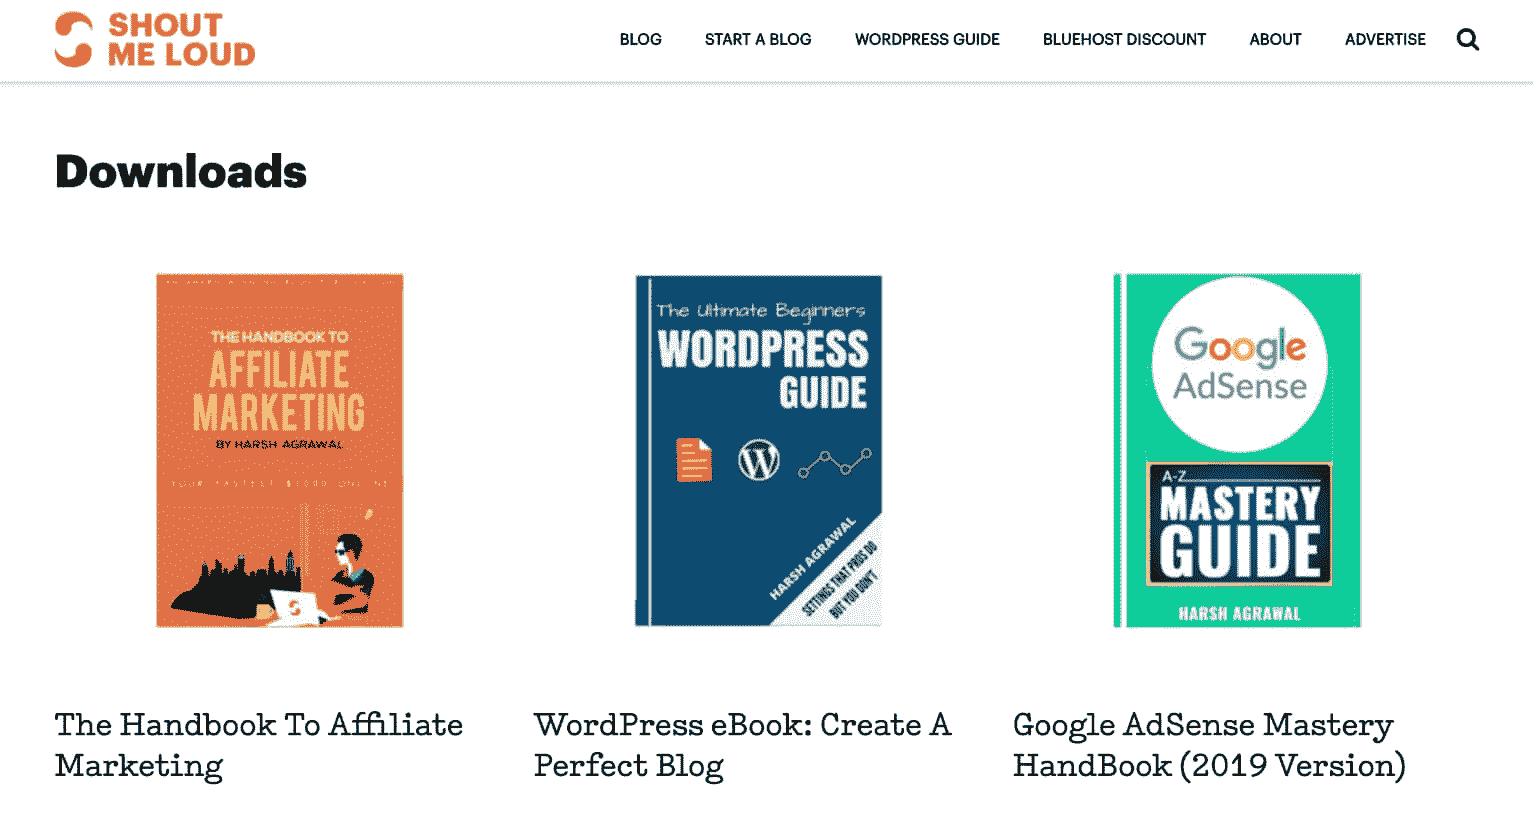 SHOUT
ME LOUD
BLOG START A BLOG WORDPRESS GUIDE BLUEHOST DISCOUNT ABOUT ADVERTISE
Downloads
THE HANDBOOK TO
AFFILIATE
MARKETING
BY HARSH AGRAWAL
The Ultimate Beginners
WORDPRESS
GUIDE
HARSH AGRAWAL
SETTINGS THAT PROS DO
BUT YOU DON'T
Google
AdSense
A-Z
MASTERY
GUIDE
HARSH AGRAWAL
The Handbook To Affiliate
Marketing
WordPress eBook: Create A
Perfect Blog
Google AdSense Mastery
HandBook (2019 Version)